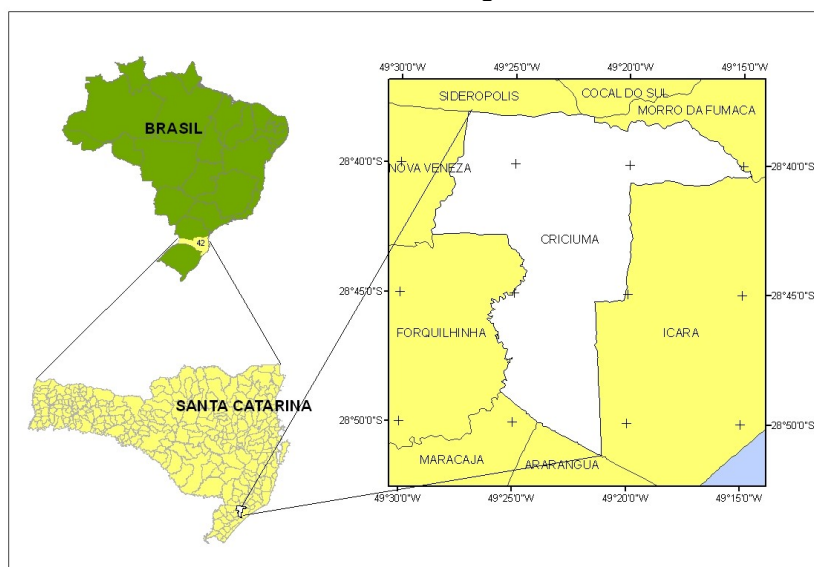 BRASIL
42
SANTA CATARINA
49°30'0"W 49°25'0"W 49°20'0"W 49°15'0"W
SIDEROPOLIS
COCAL DO SUL
MORRO DA FUMACA
28°40'0"S
NOVA VENEZA
28°40'0"S
CRICIUMA
28°45'0"S
28°45'0"S
FORQUILHINHA
ICARA
28°50'0"S
28°50'0"S
MARACAJA
ARARANGUA
49°30'0"W 49°25'0"W 49°20'0"W 49°15'0"W